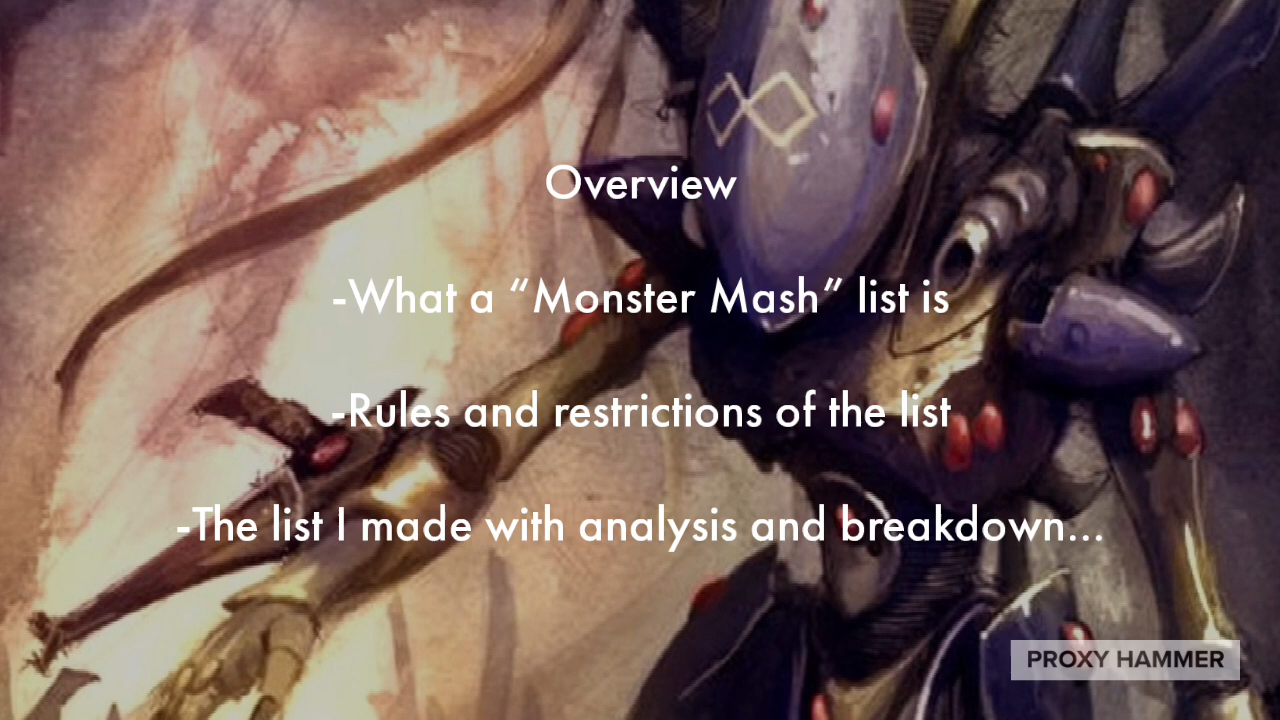 Overview
-What a “Monster Mash” list is
-Rules and restrictions of the list
-The list I made with analysis and breakdown...
PROXY HAMMER